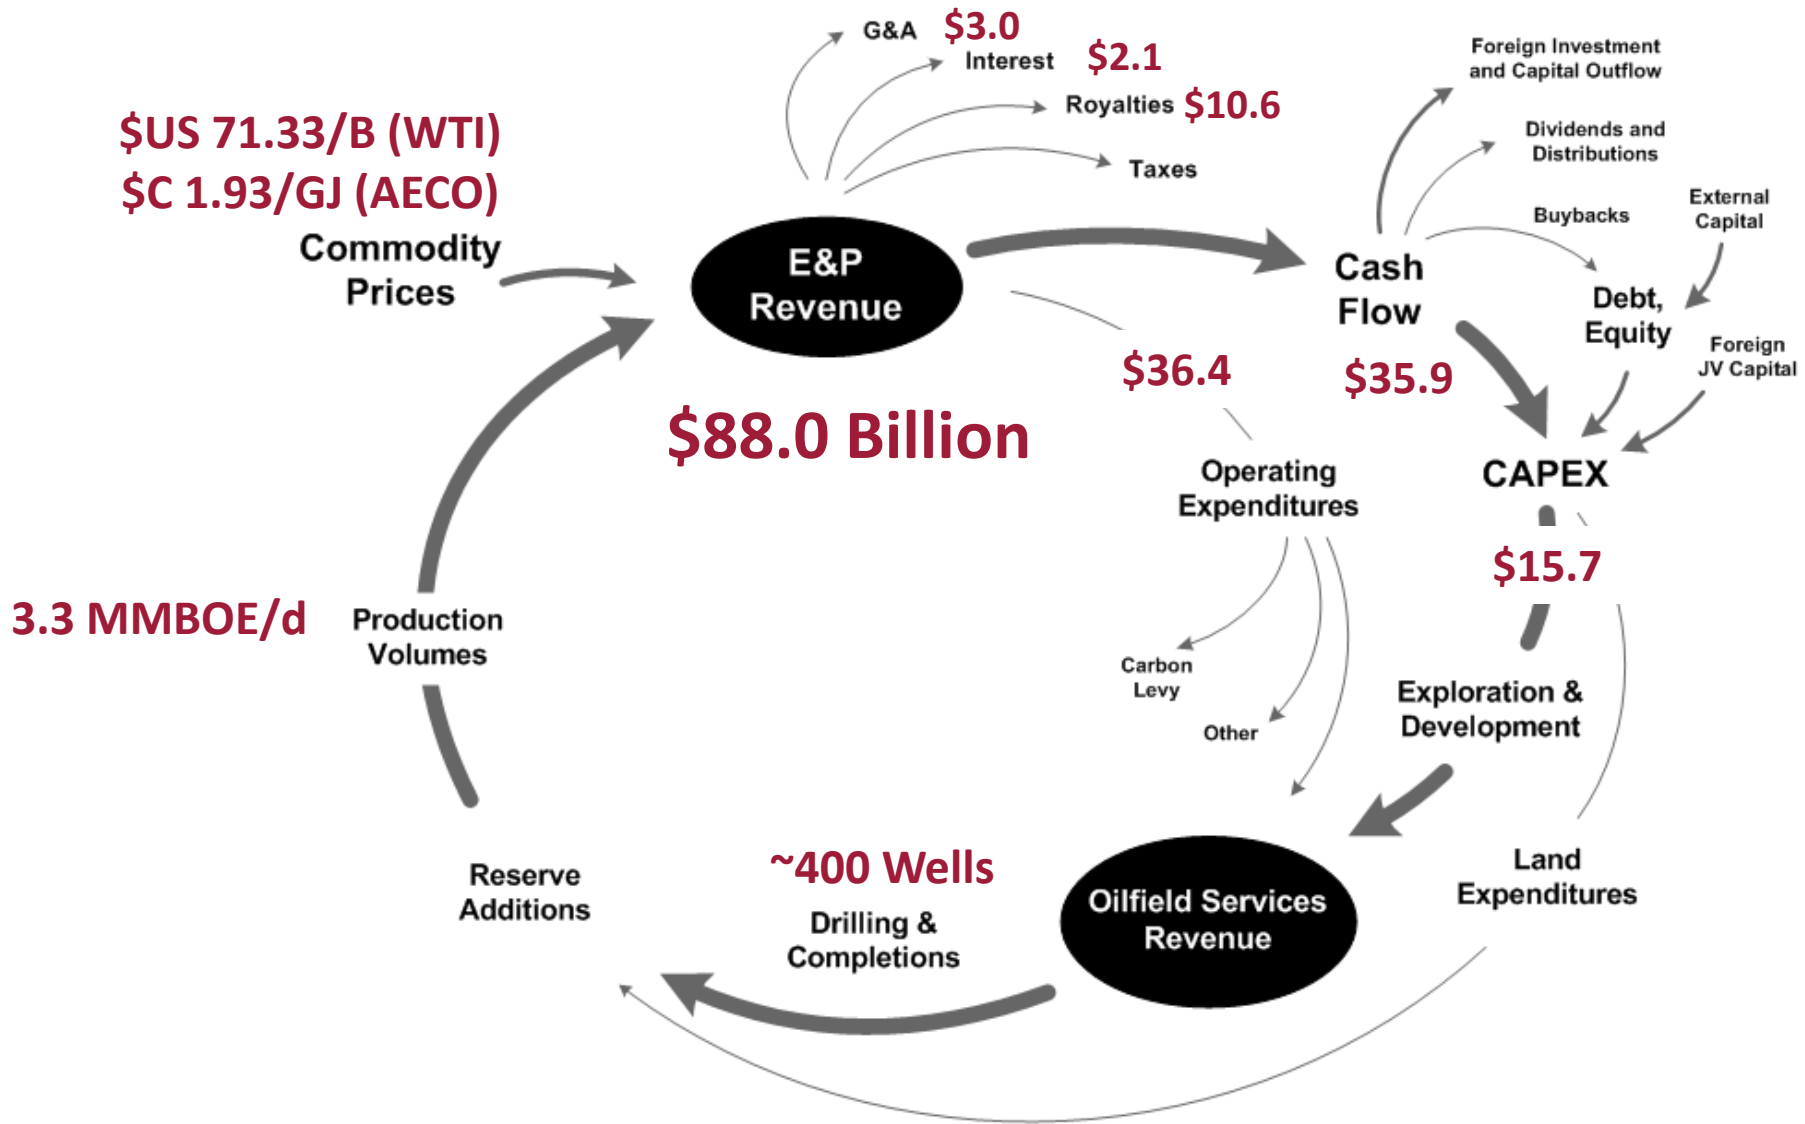 G&A $3.0
Interest $2.1
Royalties $10.6
Taxes
Foreign Investment
and Capital Outflow
Dividends and
Distributions
Buybacks
External
Capital
$US 71.33/B (WTI)
$C 1.93/GJ (AECO)
Commodity
Prices
E&P
Revenue
Cash
Flow
Debt,
Equity
Foreign
JV Capital
$36.4
$35.9
$88.0 Billion
Operating
Expenditures
CAPEX
$15.7
3.3 MMBOE/d
Production
Volumes
Carbon
Levy
Other
Exploration &
Development
Land
Expenditures
~400 Wells
Drilling &
Completions
Oilfield Services
Revenue
Reserve
Additions